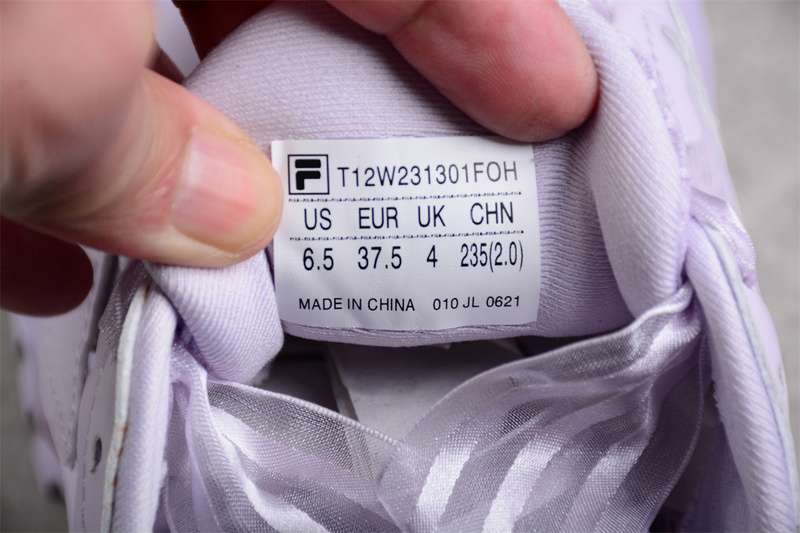 F T12W231301FOH
US EUR UK CHN
6.5 37.5 4 235(2.0)
MADE IN CHINA 010 JL 0621